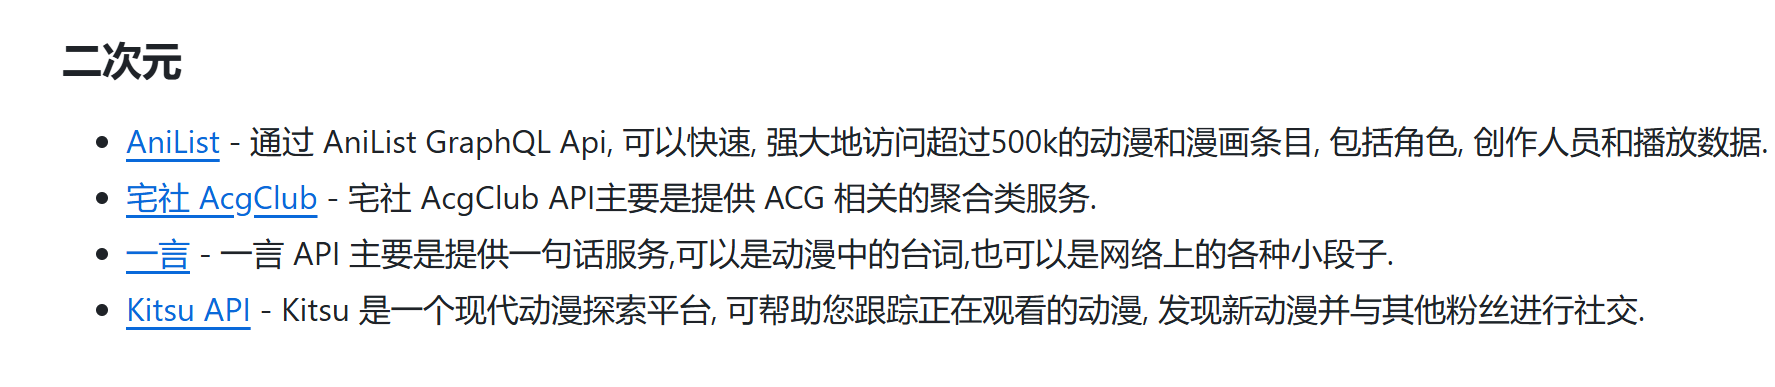 二次元
AniList - 通过 AniList GraphQL Api, 可以快速, 强大地访问超过500k的动漫和漫画条目, 包括角色, 创作人员和播放数据.
宅社 AcgClub - 宅社 AcgClub API主要是提供 ACG 相关的聚合类服务.
一言 - 一言 API 主要是提供一句话服务,可以是动漫中的台词,也可以是网络上的各种小段子.
Kitsu API - Kitsu 是一个现代动漫探索平台, 可帮助您跟踪正在观看的动漫, 发现新动漫并与其他粉丝进行社交.